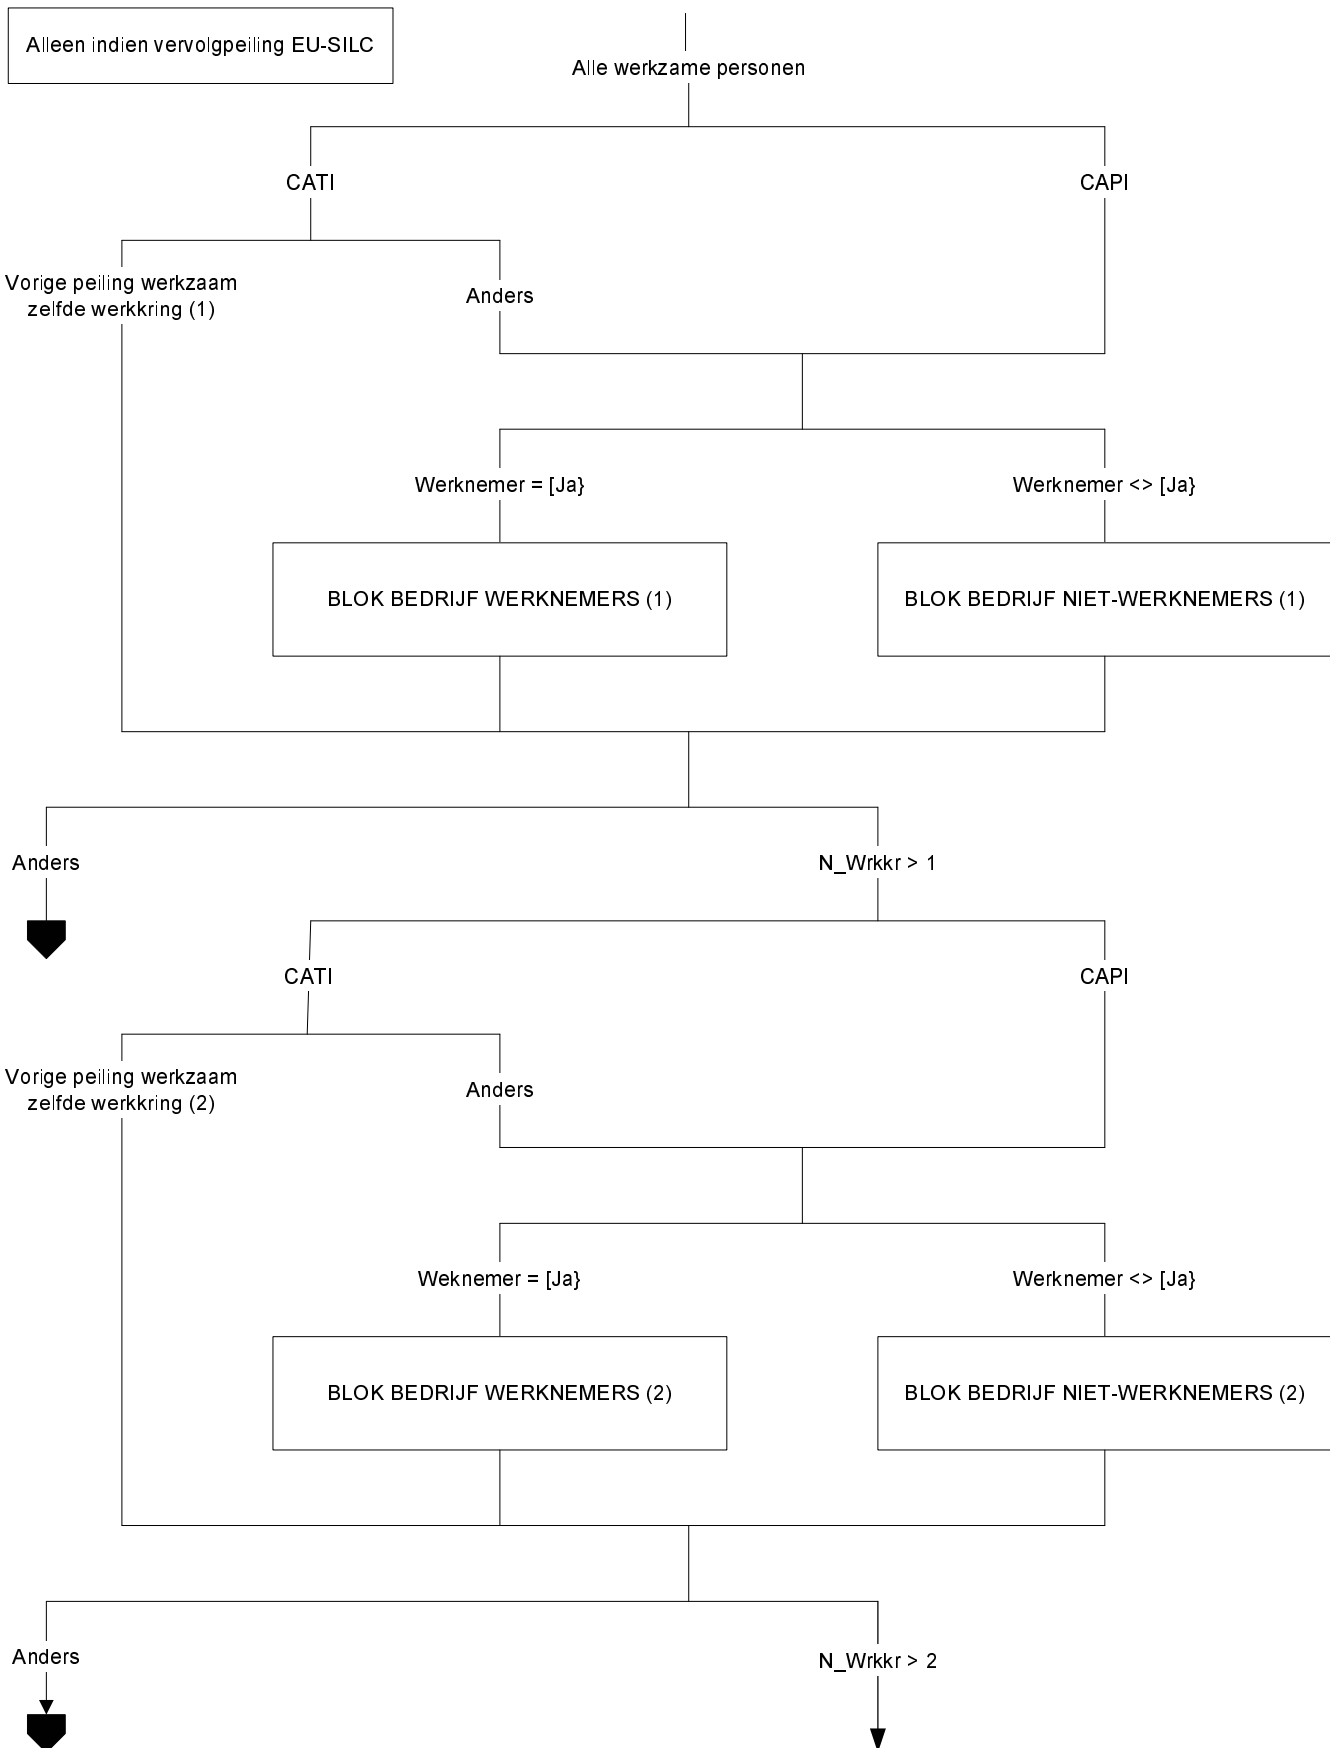 Alleen indien vervolgpeiling EU-SILC
Alle werkzame personen
CATI
CAPI
Vorige peiling werkzaam
zelfde werkkring (1)
Anders
Werknemer = [Ja}
Werknemer <> [Ja}
BLOK BEDRIJF WERKNEMERS (1)
BLOK BEDRIJF NIET-WERKNEMERS (1)
Anders
N_Wrkkr > 1
CATI
CAPI
Vorige peiling werkzaam
zelfde werkkring (2)
Anders
Weknemer = [Ja}
Werknemer <> [Ja}
BLOK BEDRIJF WERKNEMERS (2)
BLOK BEDRIJF NIET-WERKNEMERS (2)
Anders
N_Wrkkr > 2